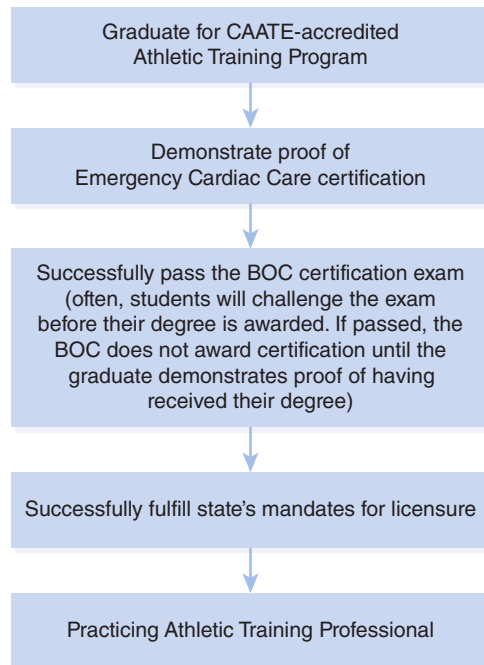 Graduate for CAATE-accredited
Athletic Training Program
Demonstrate proof of
Emergency Cardiac Care certification
Successfully pass the BOC certification exam
(often, students will challenge the exam
before their degree is awarded. If passed, the
BOC does not award certification until the
graduate demonstrates proof of having
received their degree)
Successfully fulfill state's mandates for licensure
Practicing Athletic Training Professional